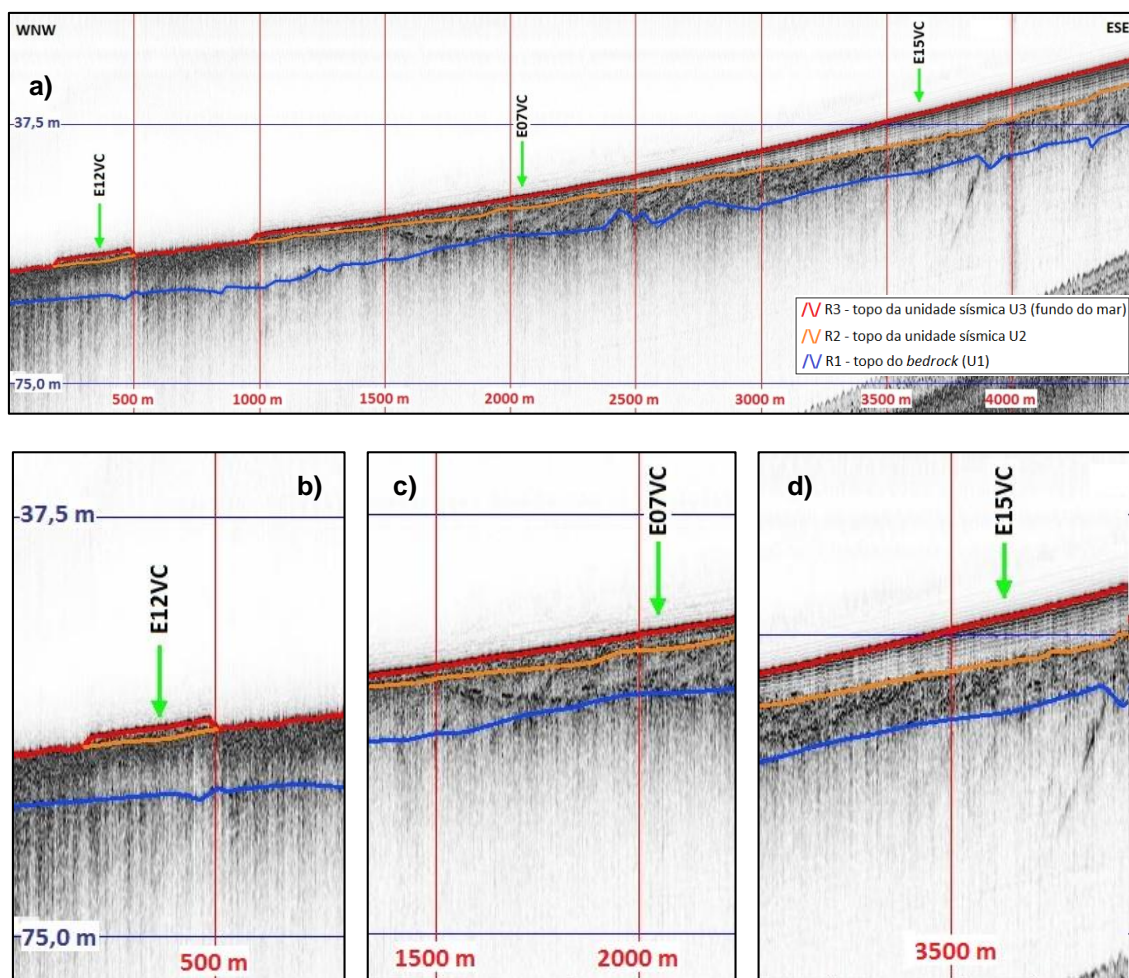 WNW
ESE
a)
E12VC
E07VC
E15VC
37,5 m
R3 - topo da unidade sísmica U3 (fundo do mar)
R2 - topo da unidade sísmica U2
R1 - topo do bedrock (U1)
75,0 m
500 m
1000 m
1500 m
2000 m
2500 m
3000 m
3500 m
4000 m
b)
37,5 m
E12VC
75,0 m
500 m
c)
E07VC
1500 m
2000 m
d)
E15VC
3500 m